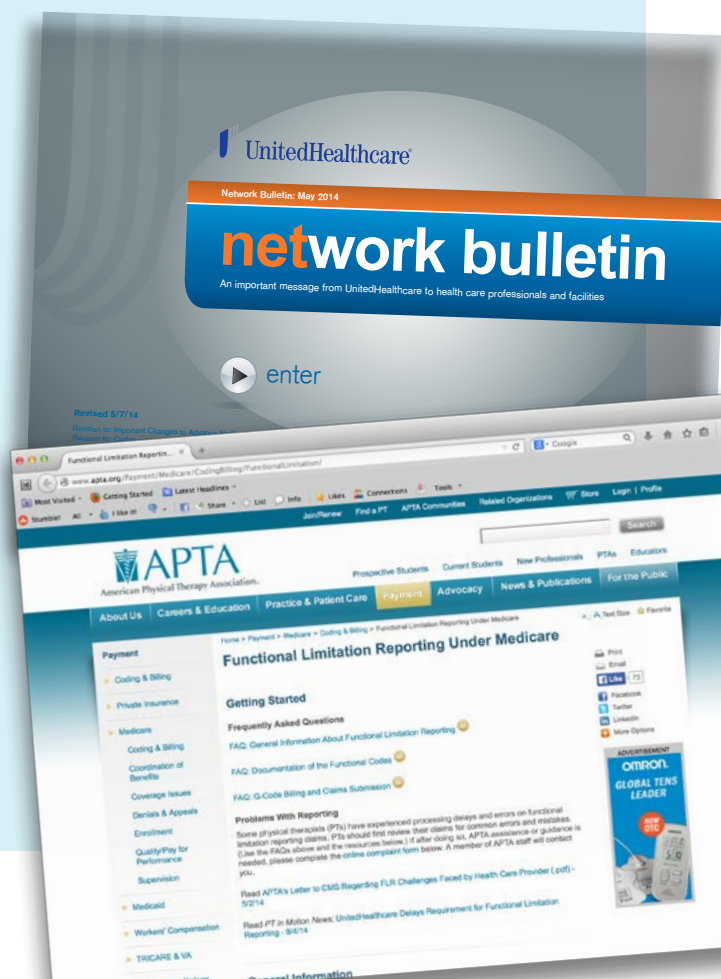 UnitedHealthcare®
Network Bulletin: May 2014
network bulletin
An important message from UnitedHealthcare to health care professionals and facilities
enter
Revised 5/7/14
Revision to: Important Changes to
Functional Limitation Reportin...
www.apta.org/Payment/Medicare/CodingBilling/FunctionalLimitation/
Google
Most Visited
Getting Started
Latest Headlines
StumbleI
All
I like it!
Share
List
Info
Likes
Connections
Tools
Join/Renew
Find a PT
APTA Communities
Related Organizations
Store
Login | Profile
Search
APTA
American Physical Therapy Association.
Prospective Students
Current Students
New Professionals
PTAs
Educators
About Us
Careers & Education
Practice & Patient Care
Payment
Advocacy
News & Publications
For the Public
Home > Payment > Medicare > Coding & Billing > Functional Limitation Reporting Under Medicare
Text Size
Favorite
Payment
Coding & Billing
Private Insurance
Medicare
Coding & Billing
Coordination of
Benefits
Coverage Issues
Denials & Appeals
Enrollment
Quality/Pay for
Performance
Supervision
Medicaid
Workers' Compensation
TRICARE & VA
Functional Limitation Reporting Under Medicare
Getting Started
Frequently Asked Questions
FAQ: General Information About Functional Limitation Reporting
FAQ: Documentation of the Functional Codes
FAQ: G-Code Billing and Claims Submission
Problems With Reporting
Some physical therapists (PTs) have experienced processing delays and errors on functional
limitation reporting claims. PTs should first review their claims for common errors and mistakes.
(Use the FAQs above and the resources below.) If after doing so, APTA assistance or guidance is
needed, please complete the online complaint form below. A member of APTA staff will contact
you.
Read APTA's Letter to CMS Regarding FLR Challenges Faced by Health Care Provider (.pdf) -
5/2/14
Read PT in Motion News: UnitedHealthcare Delays Requirement for Functional Limitation
Reporting - 8/4/14
General Information
Print
Email
Like
73
Facebook
Twitter
LinkedIn
More Options
ADVERTISEMENT
OMRON
GLOBAL TENS
LEADER
NOW
OTC